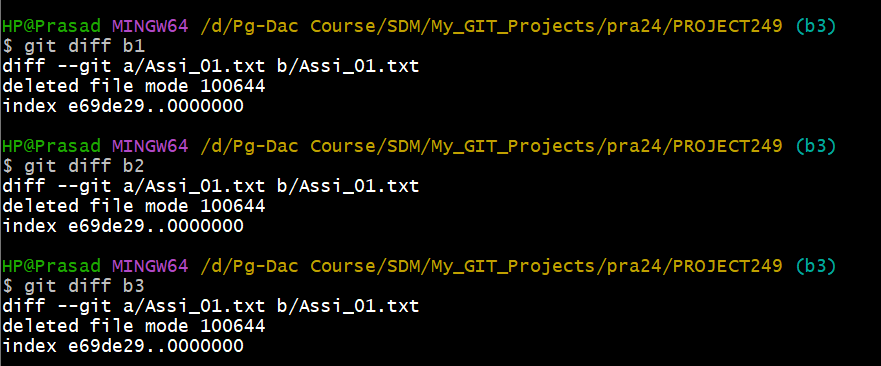 HP@Prasad MINGW64 /d/Pg-Dac Course/SDM/My_GIT_Projects/pra24/PROJECT249 (b3)
$ git diff b1
diff --git a/Assi_01.txt b/Assi_01.txt
deleted file mode 100644
index e69de29..0000000
HP@Prasad MINGW64 /d/Pg-Dac Course/SDM/My_GIT_Projects/pra24/PROJECT249 (b3)
$ git diff b2
diff --git a/Assi_01.txt b/Assi_01.txt
deleted file mode 100644
index e69de29..0000000
HP@Prasad MINGW64 /d/Pg-Dac Course/SDM/My_GIT_Projects/pra24/PROJECT249 (b3)
$ git diff b3
diff --git a/Assi_01.txt b/Assi_01.txt
deleted file mode 100644
index e69de29..0000000